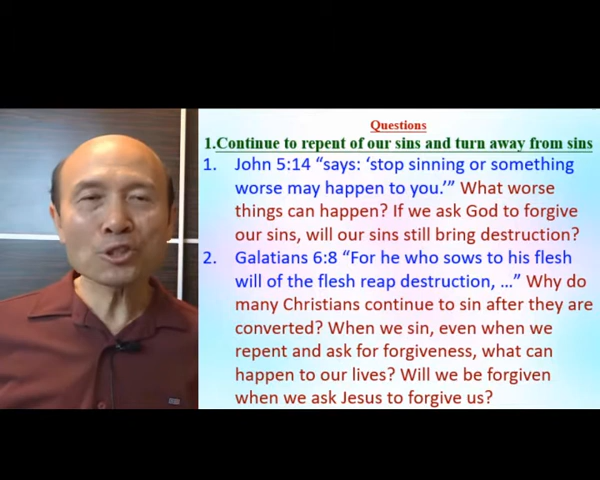 Questions
1.Continue to repent of our sins and turn away from sins
1. John 5:14 “says: ‘stop sinning or something
worse may happen to you.’” What worse
things can happen? If we ask God to forgive
our sins, will our sins still bring destruction?
2. Galatians 6:8 “For he who sows to his flesh
will of the flesh reap destruction, …” Why do
many Christians continue to sin after they are
converted? When we sin, even when we
repent and ask for forgiveness, what can
happen to our lives? Will we be forgiven
when we ask Jesus to forgive us?